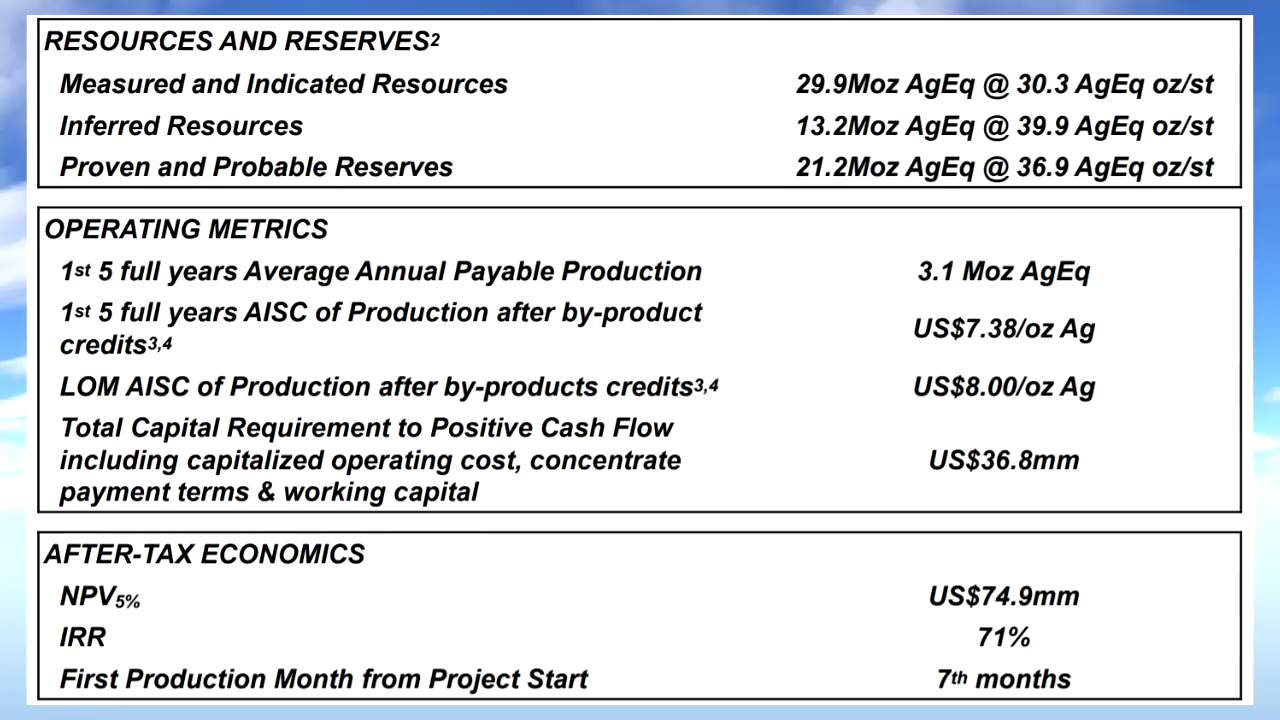 RESOURCES AND RESERVES2
Measured and Indicated Resources 29.9Moz AgEq @ 30.3 AgEq oz/st
Inferred Resources 13.2Moz AgEq @ 39.9 AgEq oz/st
Proven and Probable Reserves 21.2Moz AgEq @ 36.9 AgEq oz/st
OPERATING METRICS
1st 5 full years Average Annual Payable Production 3.1 Moz AgEq
1st 5 full years AISC of Production after by-product
credits3,4 US$7.38/oz Ag
LOM AISC of Production after by-products credits3,4 US$8.00/oz Ag
Total Capital Requirement to Positive Cash Flow
including capitalized operating cost, concentrate US$36.8mm
payment terms & working capital
AFTER-TAX ECONOMICS
NPV5% US$74.9mm
IRR 71%
First Production Month from Project Start 7th months